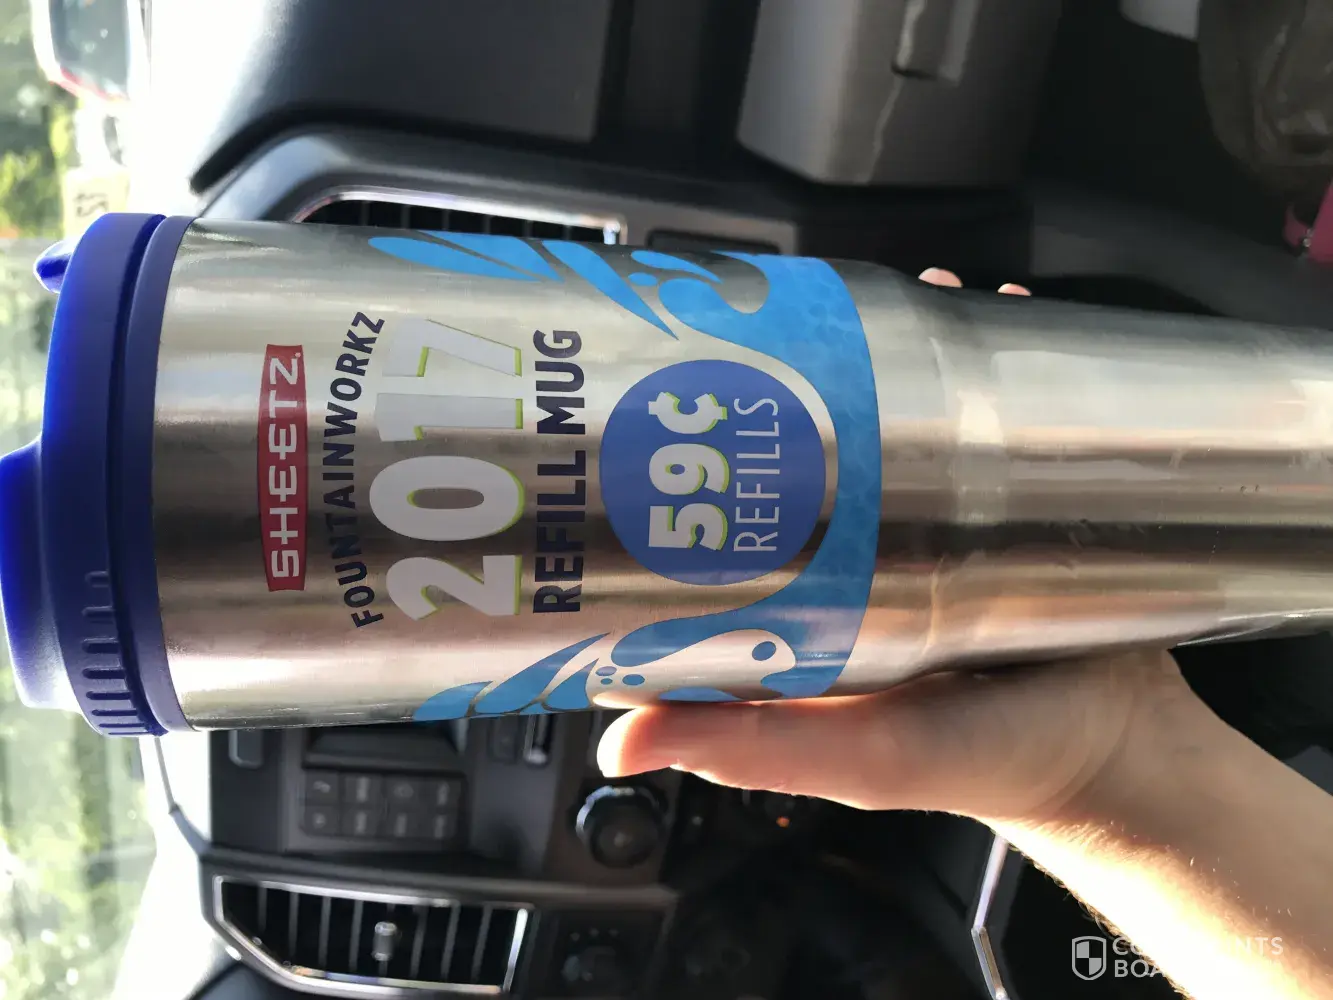 SHEETZ
FOUNTAINWORKZ
2017
REFILL MUG
59¢
REFILLS